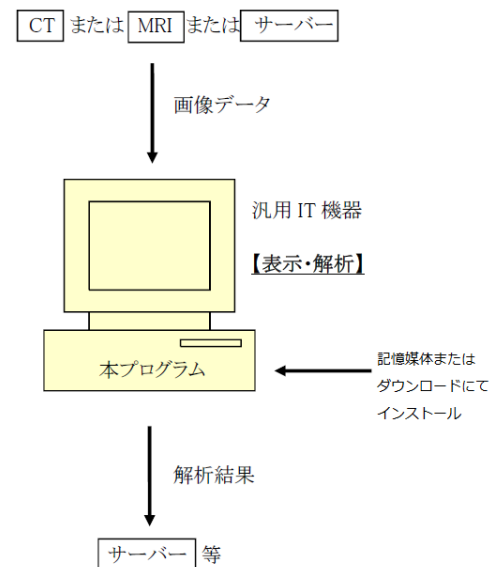 CT または MRI または サーバー
画像データ
汎用 IT 機器
【表示・解析】
本プログラム
記憶媒体または
ダウンロードにて
インストール
解析結果
サーバー 等